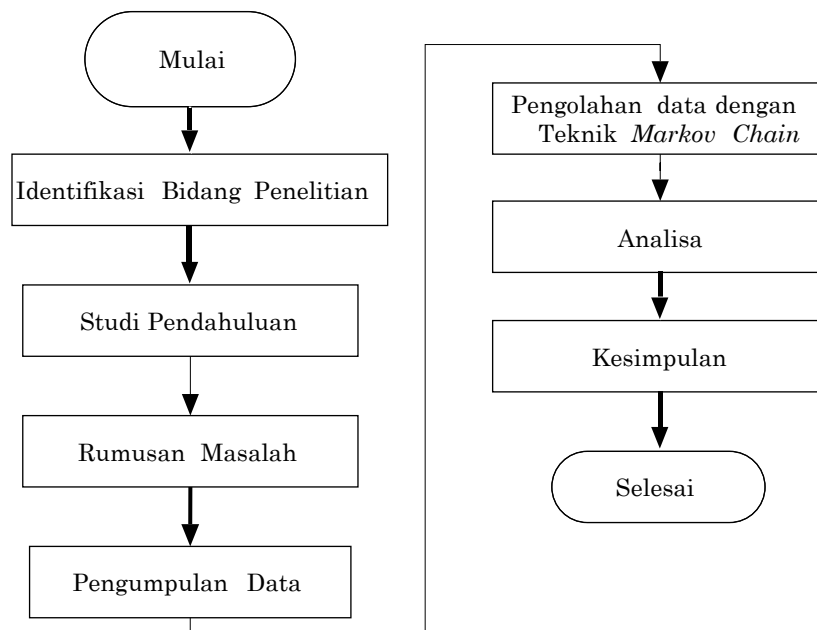 Mulai
Identifikasi Bidang Penelitian
Studi Pendahuluan
Rumusan Masalah
Pengumpulan Data
Pengolahan data dengan
Teknik Markov Chain
Analisa
Kesimpulan
Selesai